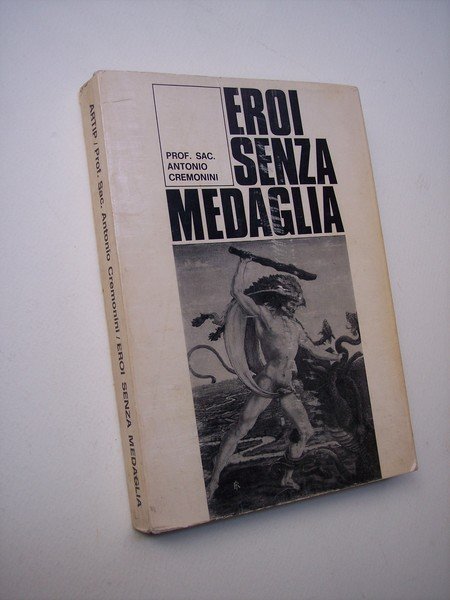 EROI
SENZA
MEDAGLIA
PROF. SAC.
ANTONIO
CREMONINI
ARTIP / Prof. Sac. Antonio Cremonini / EROI SENZA MEDAGLIA